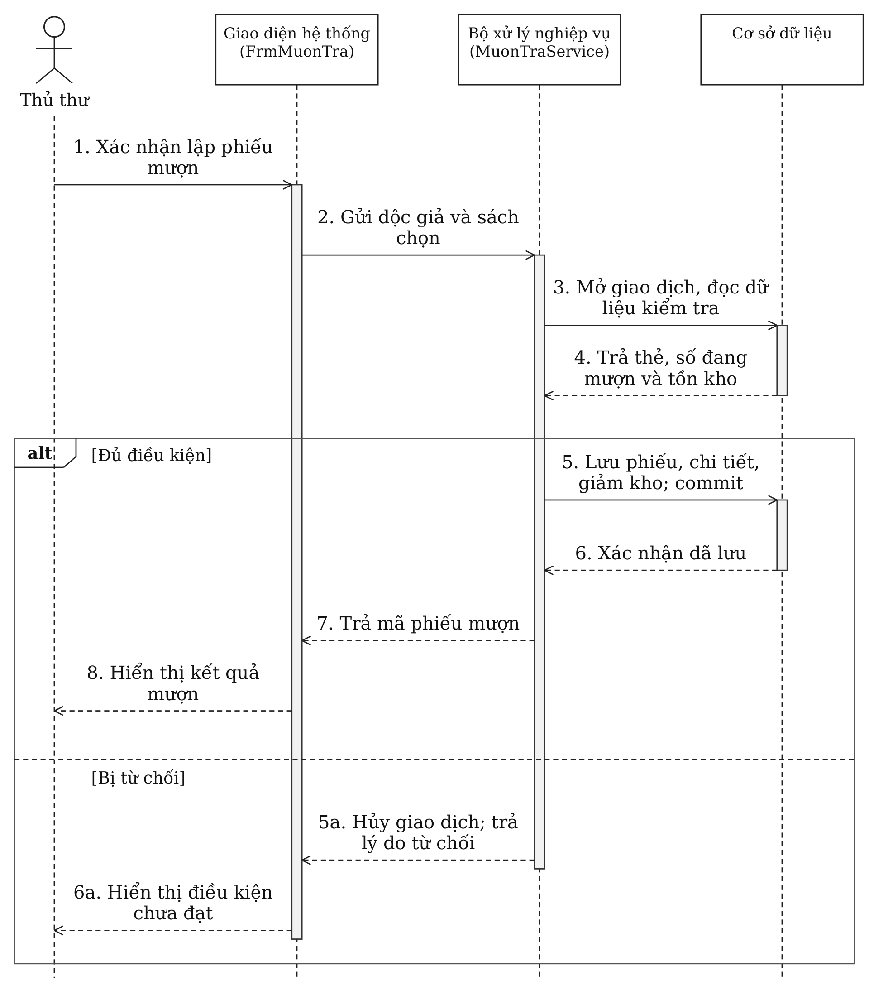 Thủ thư
Giao diện hệ thống
(FrmMuonTra)
Bộ xử lý nghiệp vụ
(MuonTraService)
Cơ sở dữ liệu
1. Xác nhận lập phiếu
mượn
2. Gửi độc giả và sách
chọn
3. Mở giao dịch, đọc dữ
liệu kiểm tra
4. Trả thẻ, số đang
mượn và tồn kho
alt
[Đủ điều kiện]
5. Lưu phiếu, chi tiết,
giảm kho; commit
6. Xác nhận đã lưu
7. Trả mã phiếu mượn
8. Hiển thị kết quả
mượn
[Bị từ chối]
5a. Hủy giao dịch; trả
lý do từ chối
6a. Hiển thị điều kiện
chưa đạt